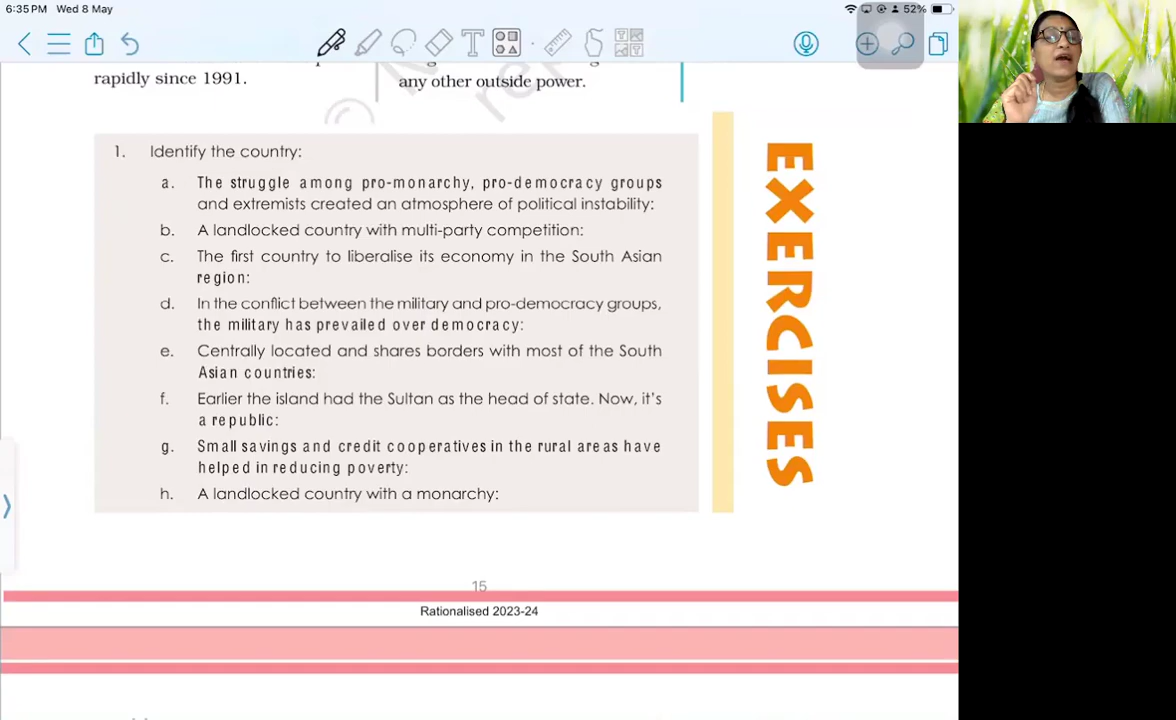 6:35 PM Wed 8 May
52%
rapidly since 1991.
any other outside power.
1. Identify the country:
a. The struggle among pro-monarchy, pro-democracy groups
and extremists created an atmosphere of political instability:
b. A landlocked country with multi-party competition:
c. The first country to liberalise its economy in the South Asian
region:
d. In the conflict between the military and pro-democracy groups,
the military has prevailed over democracy:
e. Centrally located and shares borders with most of the South
Asian countries:
f. Earlier the island had the Sultan as the head of state. Now, it's
a republic:
g. Small savings and credit cooperatives in the rural areas have
helped in reducing poverty:
h. A landlocked country with a monarchy:
EXERCISES
15
Rationalised 2023-24